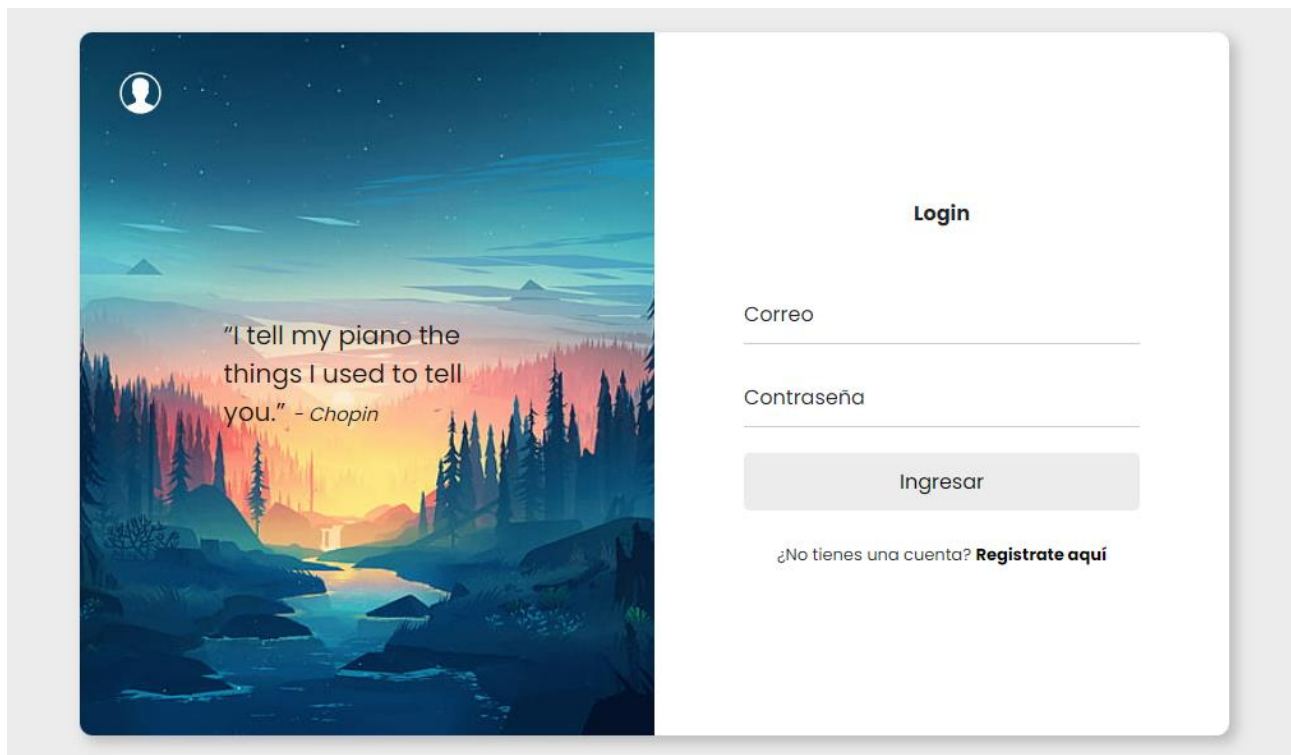 “I tell my piano the
things I used to tell
you.” - Chopin
Login
Correo
Contraseña
Ingresar
¿No tienes una cuenta? Registrate aquí